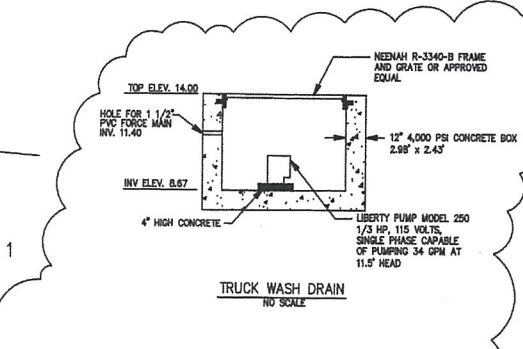 NEENAH R-3340-B FRAME
AND GRATE OR APPROVED
EQUAL
TOP ELEV. 14.00
HOLE FOR 1 1/2"
PVC FORCE MAIN
INV. 11.40
12" 4,000 PSI CONCRETE BOX
2.98' x 2.43'
INV ELEV. 8.67
4" HIGH CONCRETE
LIBERTY PUMP MODEL 250
1/3 HP, 115 VOLTS,
SINGLE PHASE CAPABLE
OF PUMPING 34 GPM AT
11.5' HEAD
1
TRUCK WASH DRAIN
NO SCALE